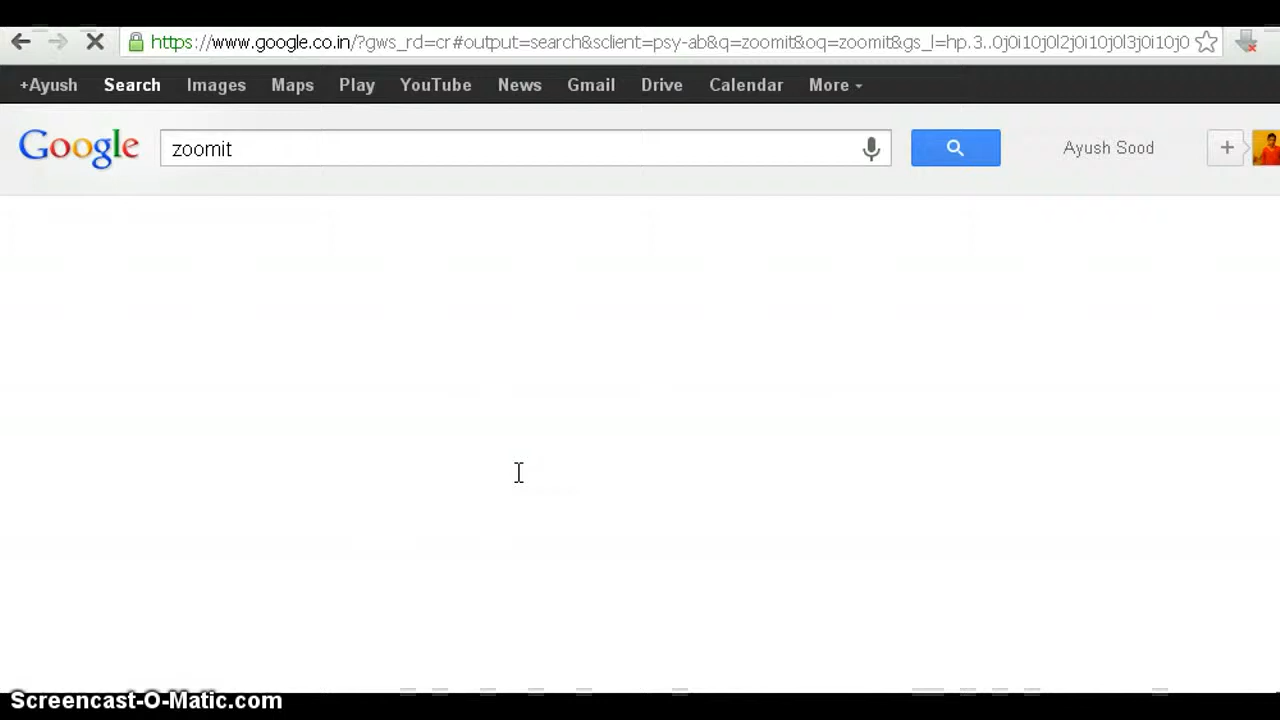 https://www.google.co.in/?gws_rd=cr#output=search&sclient=psy-ab&q=zoomit&oq=zoomit&gs_l=hp.3..0j0i10j0l2j0i10j0l3j0i10j0
+Ayush Search Images Maps Play YouTube News Gmail Drive Calendar More
Google zoomit Ayush Sood +
Screencast-O-Matic.com